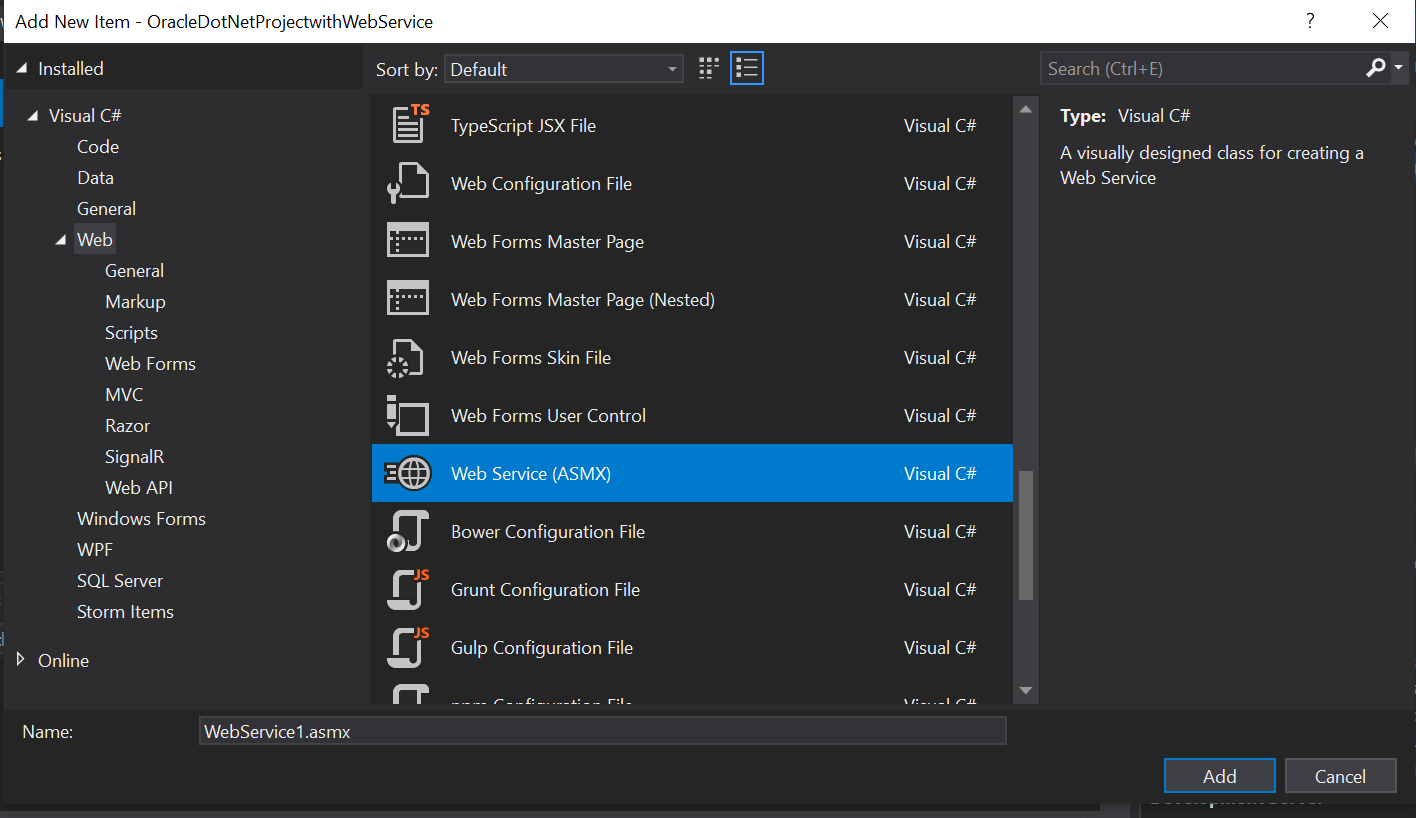 Add New Item - OracleDotNetProjectwithWebService
?
Installed
Sort by: Default
Search (Ctrl+E)
Visual C#
Code
Data
General
Web
General
Markup
Scripts
Web Forms
MVC
Razor
SignalR
Web API
Windows Forms
WPF
SQL Server
Storm Items
Online
TS
TypeScript JSX File Visual C#
Web Configuration File Visual C#
Web Forms Master Page Visual C#
Web Forms Master Page (Nested) Visual C#
Web Forms Skin File Visual C#
Web Forms User Control Visual C#
Web Service (ASMX) Visual C#
Bower Configuration File Visual C#
JS
Grunt Configuration File Visual C#
JS
Gulp Configuration File Visual C#
npm Configuration File Visual C#
Type: Visual C#
A visually designed class for creating a
Web Service
Name: WebService1.asmx
Add Cancel
Development Server